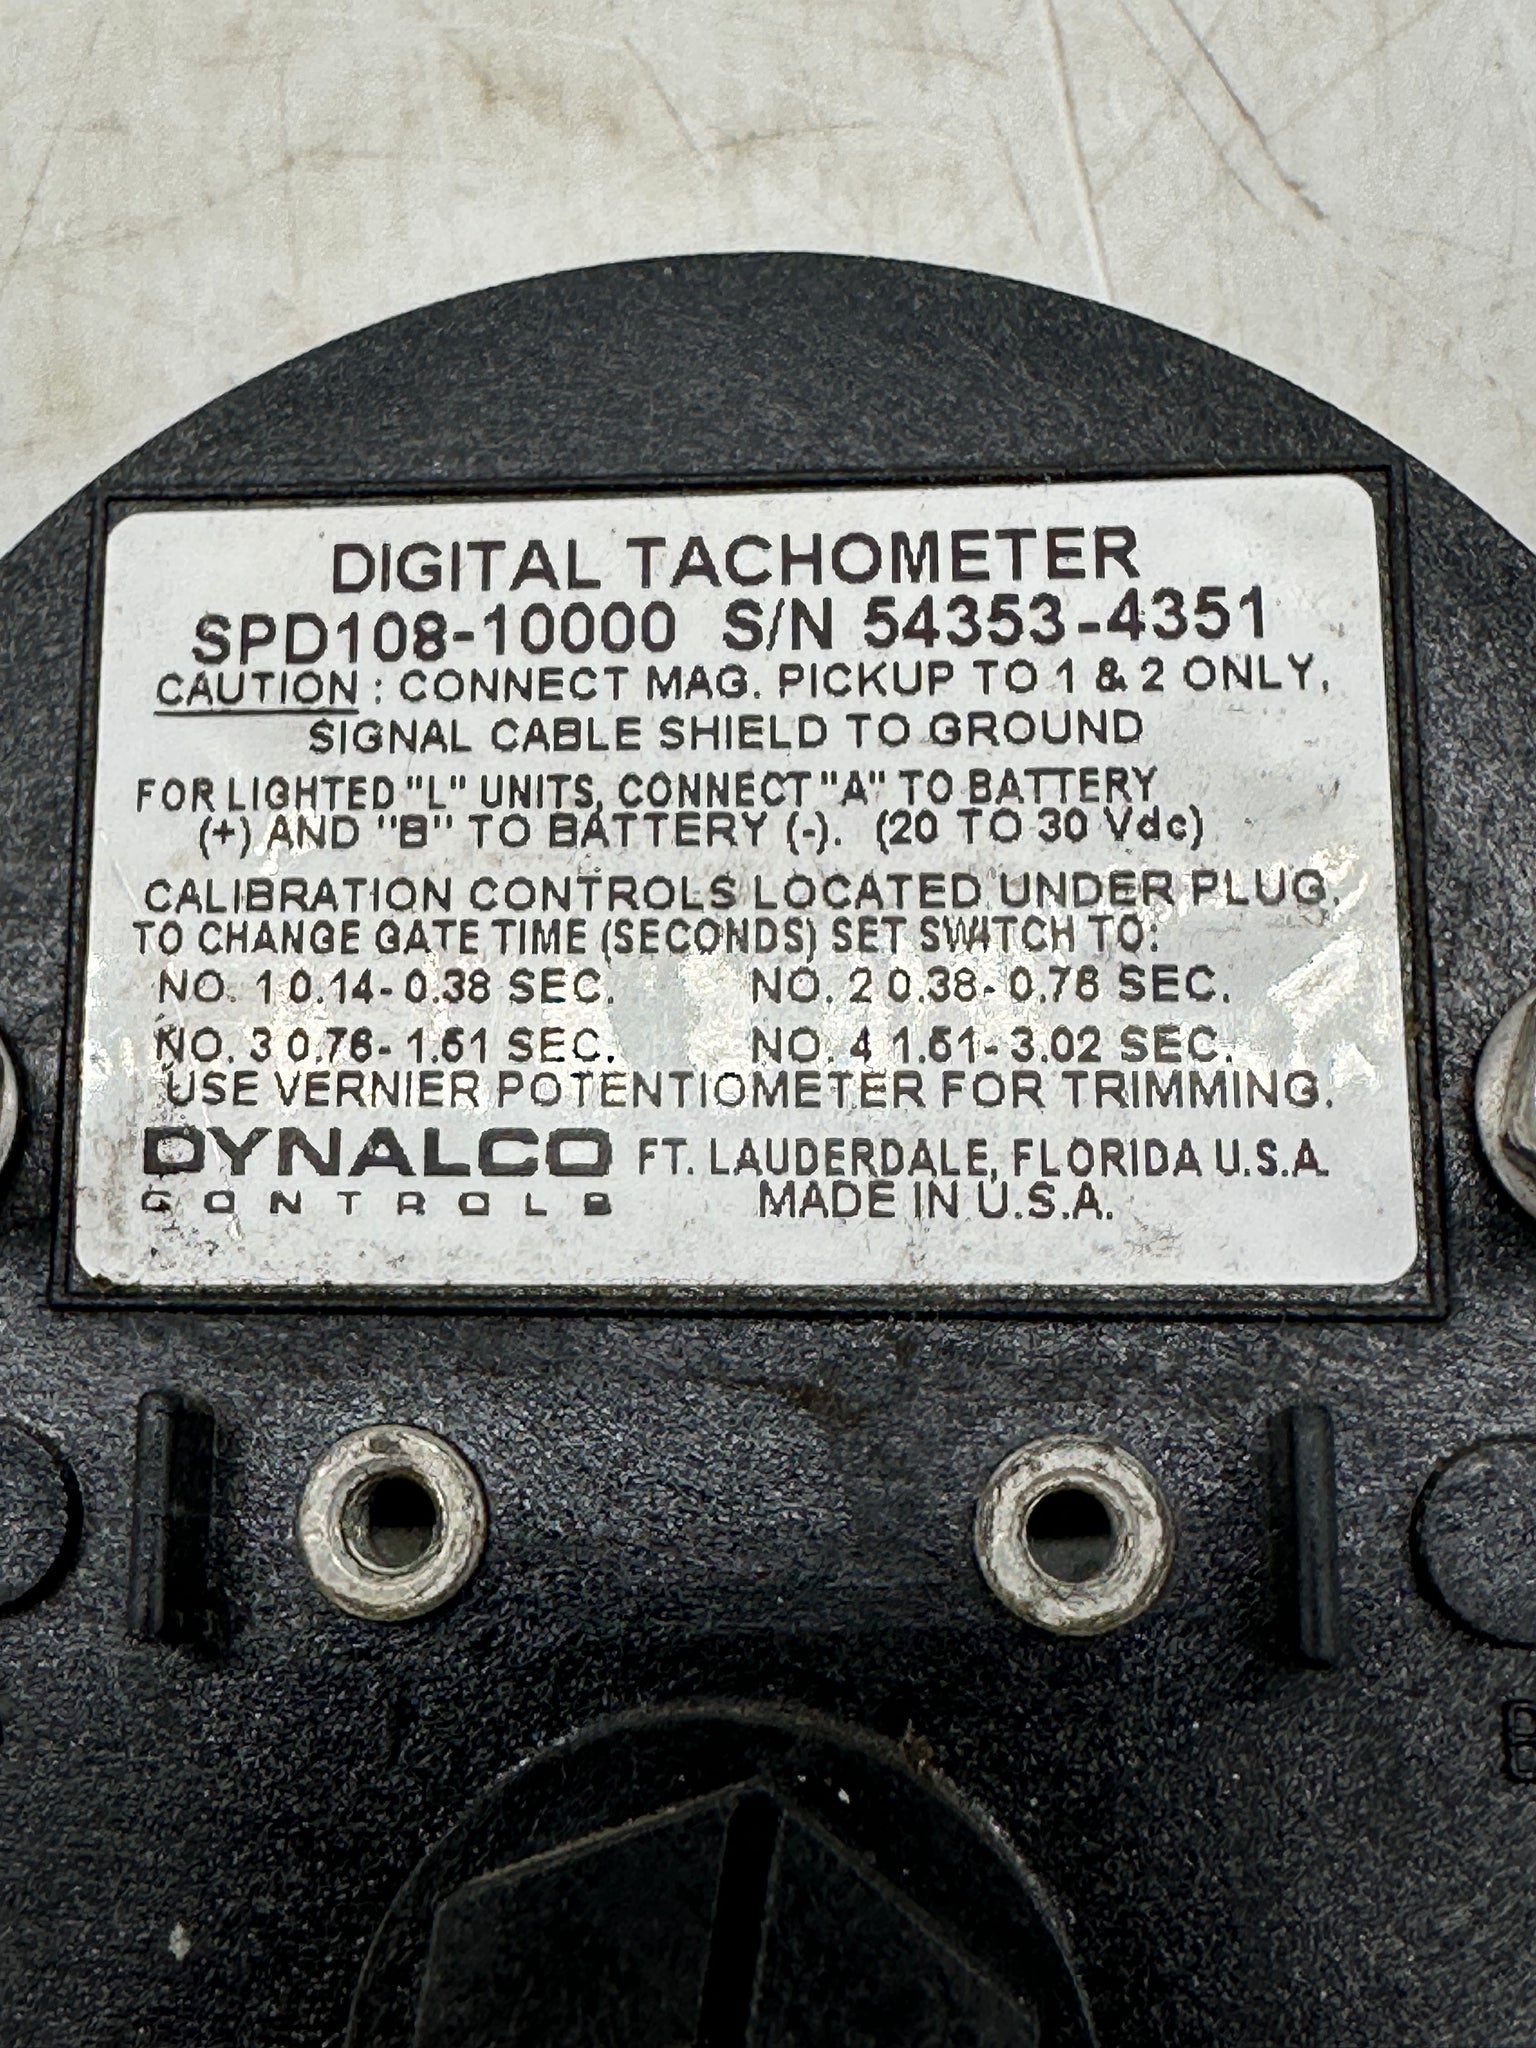 DIGITAL TACHOMETER
SPD108-10000 S/N 54353-4351
CAUTION : CONNECT MAG. PICKUP TO 1 & 2 ONLY,
SIGNAL CABLE SHIELD TO GROUND
FOR LIGHTED "L" UNITS, CONNECT "A" TO BATTERY
(+) AND "B" TO BATTERY (-). (20 TO 30 Vdc)
CALIBRATION CONTROLS LOCATED UNDER PLUG.
TO CHANGE GATE TIME (SECONDS) SET SWITCH TO:
NO. 1 0.14- 0.38 SEC. NO. 2 0.38- 0.76 SEC.
NO. 3 0.76- 1.51 SEC. NO. 4 1.51- 3.02 SEC.
USE VERNIER POTENTIOMETER FOR TRIMMING.
DYNALCO FT. LAUDERDALE, FLORIDA U.S.A.
CONTROLS MADE IN U.S.A.